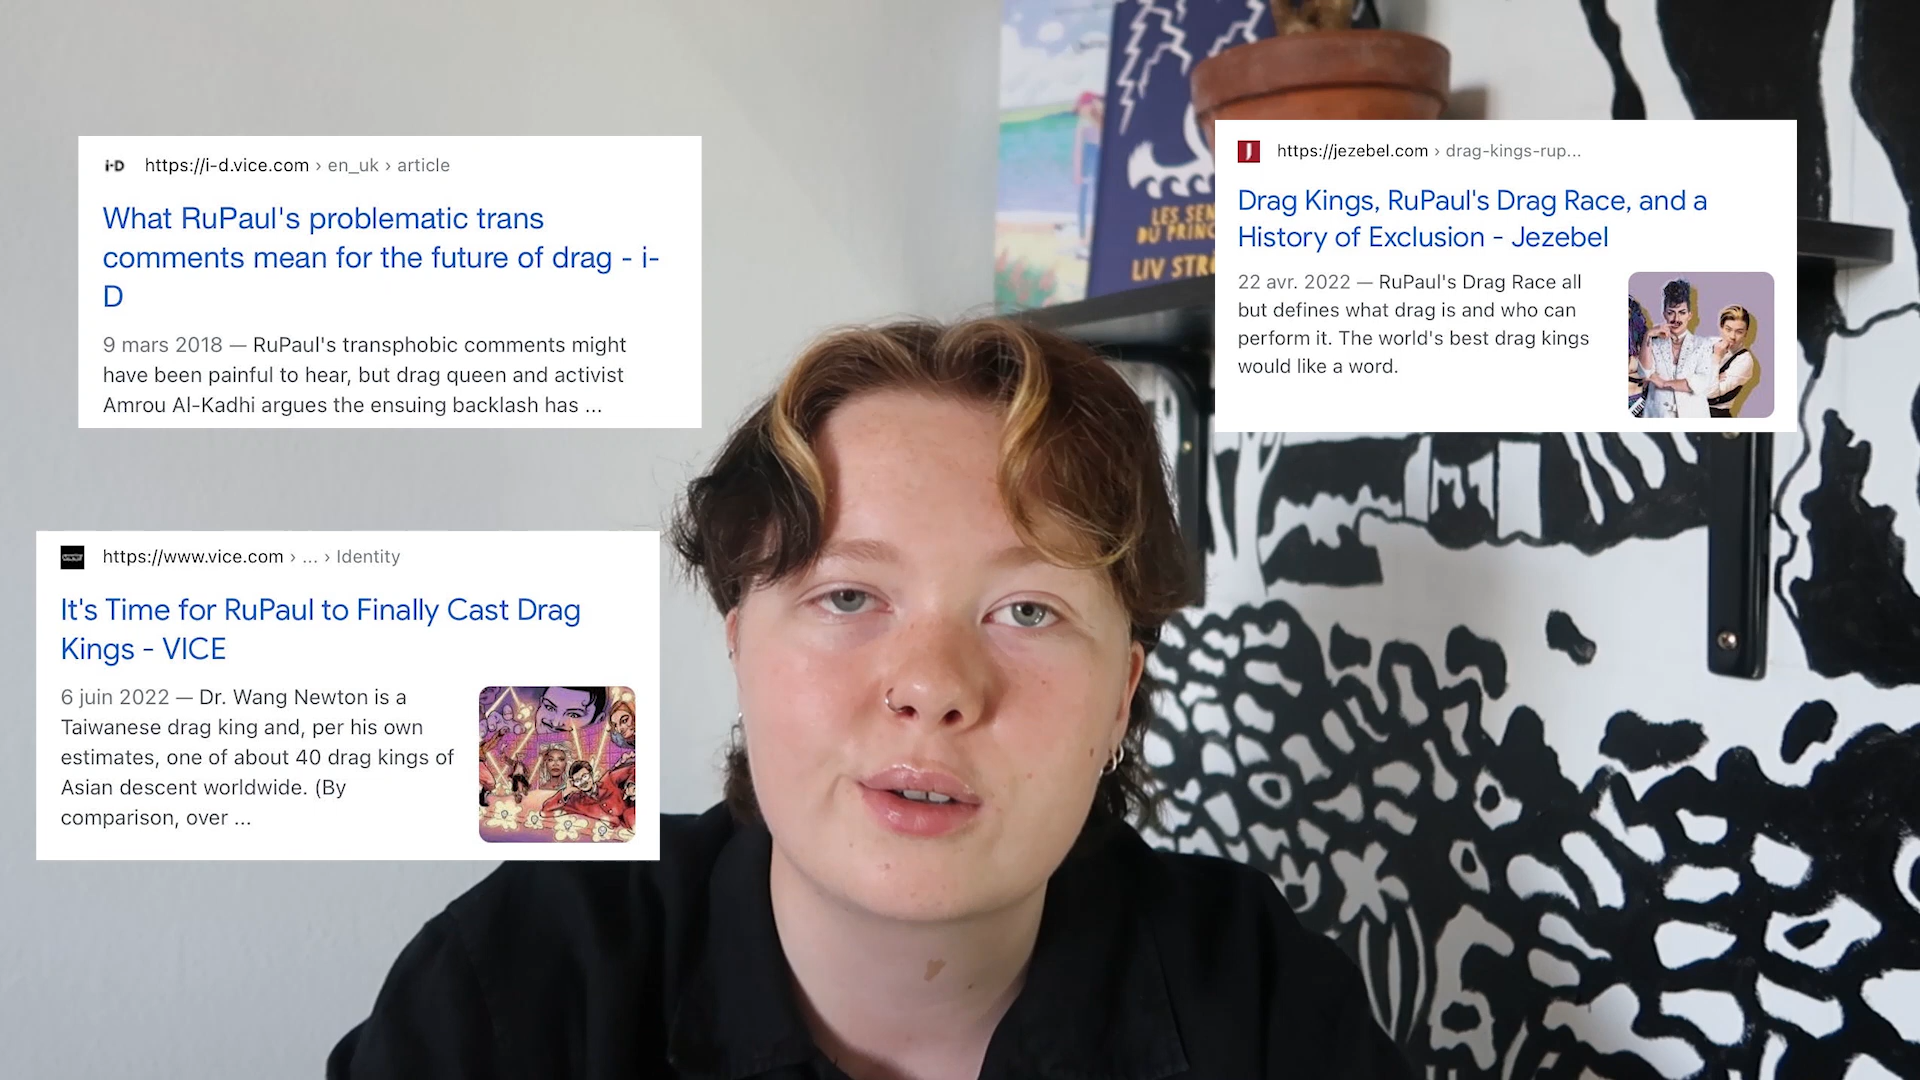 i-D https://i-d.vice.com › en_uk › article
What RuPaul's problematic trans
comments mean for the future of drag - i-
D
9 mars 2018 — RuPaul's transphobic comments might
have been painful to hear, but drag queen and activist
Amrou Al-Kadhi argues the ensuing backlash has ...
https://www.vice.com › ... › Identity
It's Time for RuPaul to Finally Cast Drag
Kings - VICE
6 juin 2022 — Dr. Wang Newton is a
Taiwanese drag king and, per his own
estimates, one of about 40 drag kings of
Asian descent worldwide. (By
comparison, over ...
LES SEN
DU PRINC
LIV STRÖ
J https://jezebel.com › drag-kings-rup...
Drag Kings, RuPaul's Drag Race, and a
History of Exclusion - Jezebel
22 avr. 2022 — RuPaul's Drag Race all
but defines what drag is and who can
perform it. The world's best drag kings
would like a word.